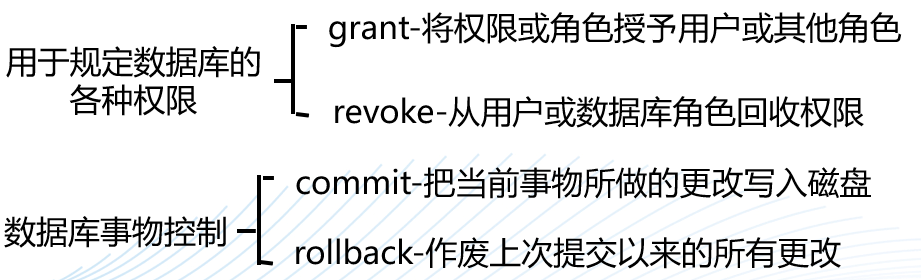 用于规定数据库的
各种权限
grant-将权限或角色授予用户或其他角色
revoke-从用户或数据库角色回收权限
数据库事物控制
commit-把当前事物所做的更改写入磁盘
rollback-作废上次提交以来的所有更改